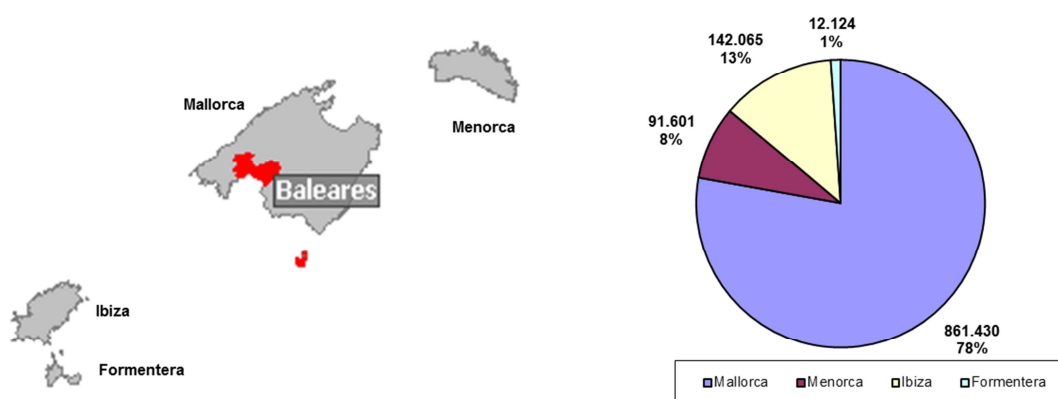 Mallorca
Menorca
Baleares
Ibiza
Formentera
12.124
1%
142.065
13%
91.601
8%
861.430
78%
Mallorca Menorca Ibiza Formentera